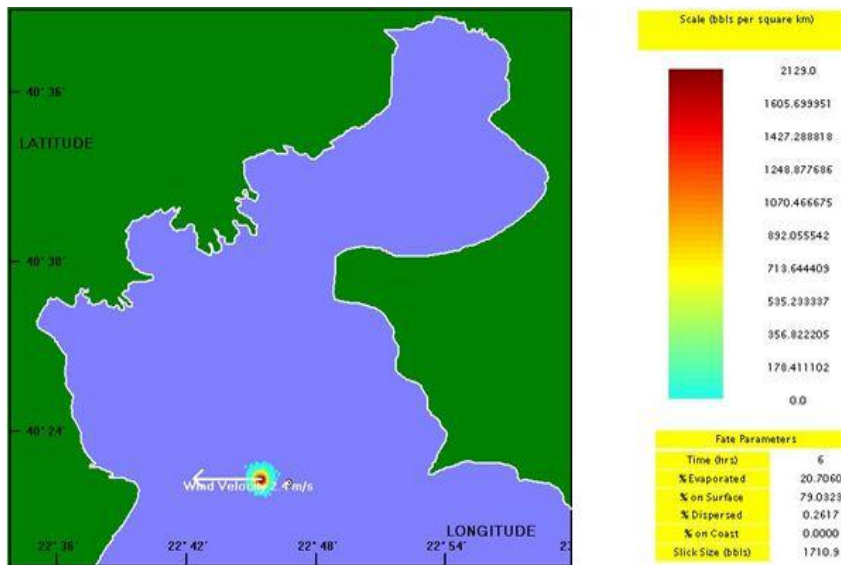 40° 36'
LATITUDE
40° 30'
40° 24'
Wind Velocity 2.4 m/s
LONGITUDE
22° 36'
22° 42'
22° 48'
22° 54'
23
Scale (bbls per square km)
2129.0
1605.699951
1427.288818
1248.877686
1070.466675
892.055542
713.644409
535.233337
356.822205
178.411102
0.0
Fate Parameters
Time (hrs) 6
% Evaporated 20.7060
% on Surface 79.0323
% Dispersed 0.2617
% on Coast 0.0000
Slick Size (bbls) 1710.9